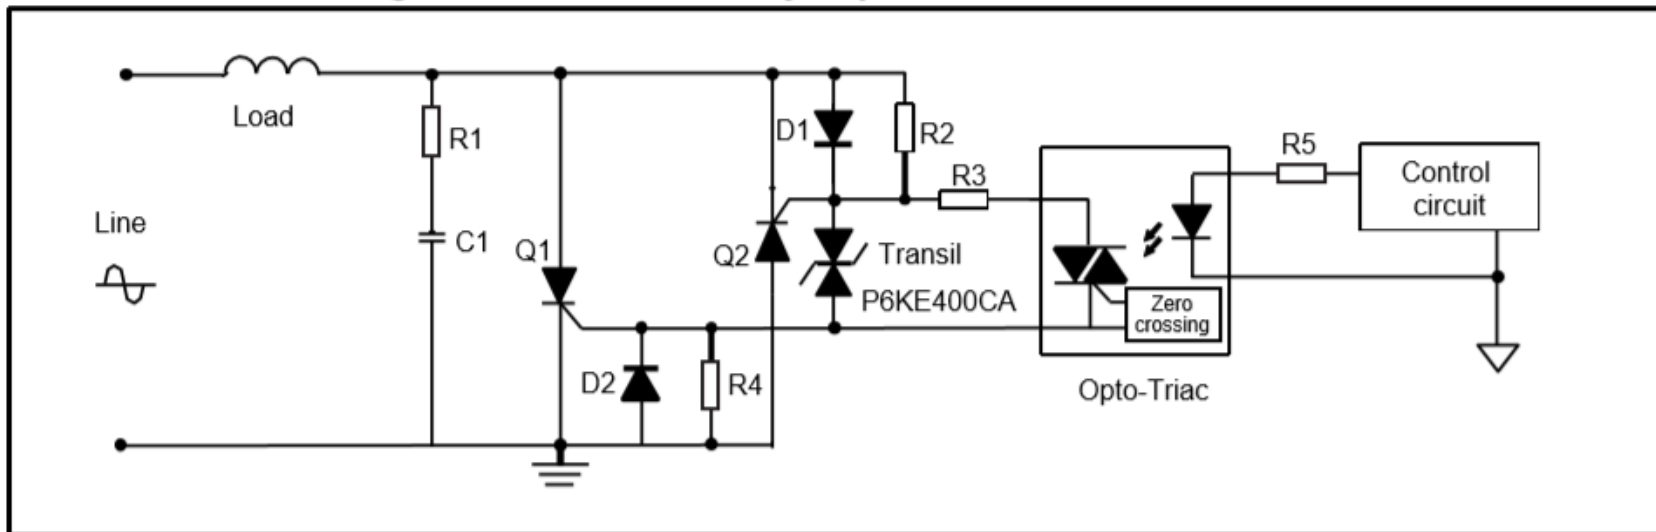 Load
R1
C1
Line
Q1
D2
R4
Q2
D1
R2
R3
Transil
P6KE400CA
Zero
crossing
Opto-Triac
R5
Control
circuit